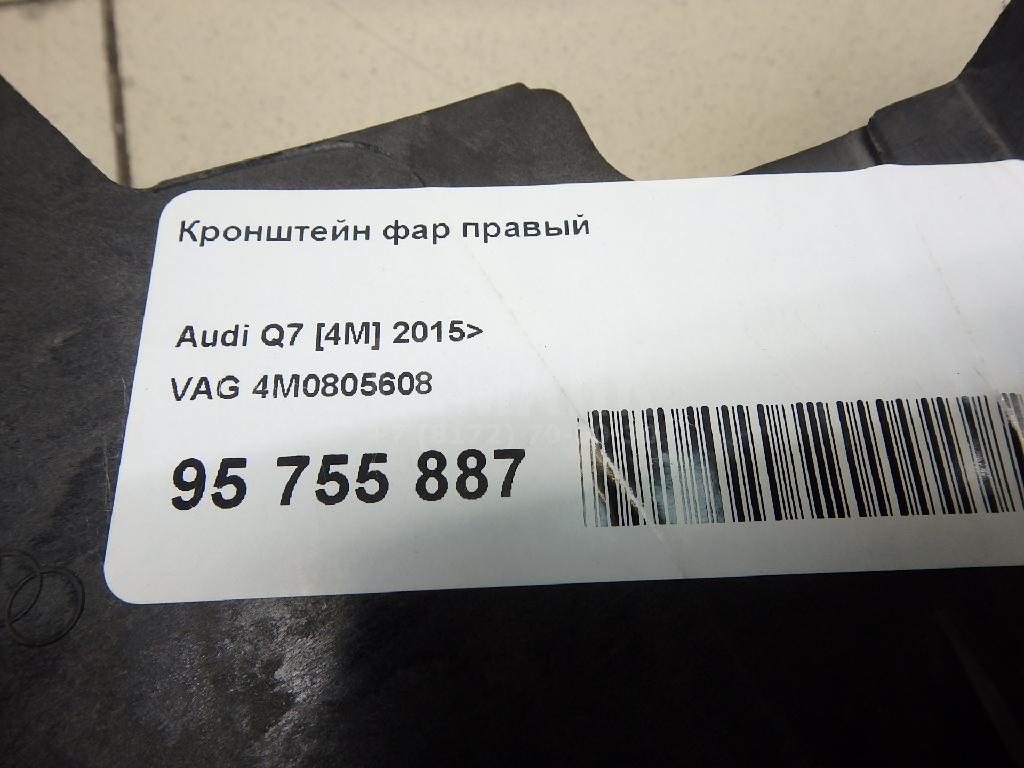 Кронштейн фар правый
Audi Q7 [4M] 2015>
VAG 4M0805608
95 755 887